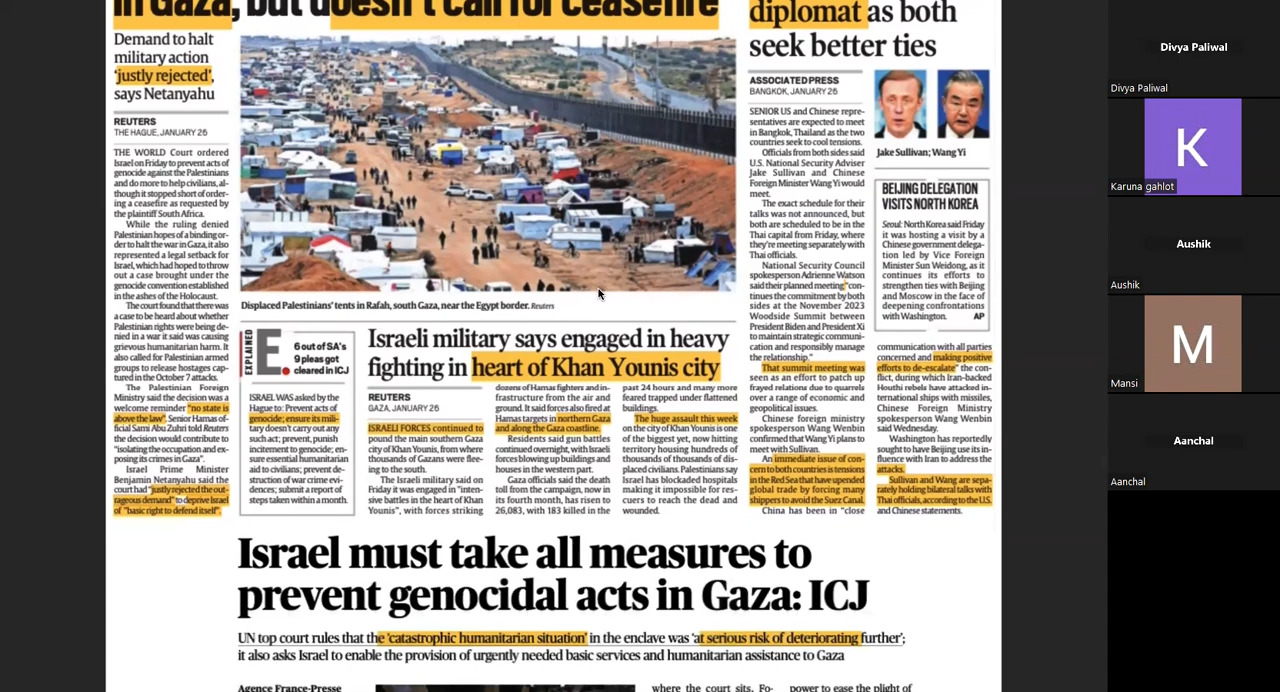 in Gaza, but doesn't call for ceasefire
Demand to halt
military action
'justly rejected',
says Netanyahu
REUTERS
THE HAGUE, JANUARY 26
THE WORLD Court ordered
Israel on Friday to prevent acts of
genocide against the Palestinians
and do more to help civilians, al-
though it stopped short of order-
ing a ceasefire as requested by
the plaintiff South Africa.
While the ruling denied
Palestinian hopes of a binding or-
der to halt the war in Gaza, it also
represented a legal setback for
Israel, which had hoped to throw
out a case brought under the
genocide convention established
in the ashes of the Holocaust.
The court found that there was
a case to be heard about whether
Palestinian rights were being de-
nied in a war it said was causing
grievous humanitarian harm. It
also called for Palestinian armed
groups to release hostages cap-
tured in the October 7 attacks.
The Palestinian Foreign
Ministry said the decision was a
welcome reminder "no state is
above the law". Senior Hamas of-
ficial Sami Abu Zuhri told Reuters
the decision would contribute to
"isolating the occupation and ex-
posing its crimes in Gaza".
Israel Prime Minister
Benjamin Netanyahu said the
court had "justly rejected the out-
rageous demand" to deprive Israel
of "basic right to defend itself".
Displaced Palestinians' tents in Rafah, south Gaza, near the Egypt border. Reuters
EXPLAINED
E.
6 out of SA's
9 pleas got
cleared in ICJ
ISRAEL WAS asked by the
Hague to: Prevent acts of
genocide; ensure its mili-
tary doesn't carry out any
such act; prevent, punish
incitement to genocide; en-
sure essential humanitarian
aid to civilians; prevent de-
struction of war crime evi-
dences; submit a report of
steps taken within a month.
Israeli military says engaged in heavy
fighting in heart of Khan Younis city
REUTERS
GAZA, JANUARY 26
ISRAELI FORCES continued to
pound the main southern Gaza
city of Khan Younis, from where
thousands of Gazans were flee-
ing to the south.
The Israeli military said on
Friday it was engaged in "inten-
sive battles in the heart of Khan
Younis", with forces striking
dozens of Hamas fighters and in-
frastructure from the air and
ground. It said forces also fired at
Hamas targets in northern Gaza
and along the Gaza coastline.
Residents said gun battles
continued overnight, with Israeli
forces blowing up buildings and
houses in the western part.
Gaza officials said the death
toll from the campaign, now in
its fourth month, has risen to
26,083, with 183 killed in the
past 24 hours and many more
feared trapped under flattened
buildings.
The huge assault this week
on the city of Khan Younis is one
of the biggest yet, now hitting
territory housing hundreds of
thousands of thousands of dis-
placed civilians. Palestinians say
Israel has blockaded hospitals
making it impossible for res-
cuers to reach the dead and
wounded.
diplomat as both
seek better ties
ASSOCIATED PRESS
BANGKOK, JANUARY 26
SENIOR US and Chinese repre-
sentatives are expected to meet
in Bangkok, Thailand as the two
countries seek to cool tensions.
Officials from both sides said
U.S. National Security Adviser
Jake Sullivan and Chinese
Foreign Minister Wang Yi would
meet.
The exact schedule for their
talks was not announced, but
both are scheduled to be in the
Thai capital from Friday, where
they're meeting separately with
Thai officials.
National Security Council
spokesperson Adrienne Watson
said their planned meeting "con-
tinues the commitment by both
sides at the November 2023
Woodside Summit between
President Biden and President Xi
to maintain strategic communi-
cation and responsibly manage
the relationship."
That summit meeting was
seen as an effort to patch up
frayed relations due to quarrels
over a range of economic and
geopolitical issues.
Chinese foreign ministry
spokesperson Wang Wenbin
confirmed that Wang Yi plans to
meet with Sullivan.
An immediate issue of con-
cern to both countries is tensions
in the Red Sea that have upended
global trade by forcing many
shippers to avoid the Suez Canal.
China has been in "close
Jake Sullivan; Wang Yi
BEIJING DELEGATION
VISITS NORTH KOREA
Seoul: North Korea said Friday
it was hosting a visit by a
Chinese government delega-
tion led by Vice Foreign
Minister Sun Weidong, as it
continues its efforts to
strengthen ties with Beijing
and Moscow in the face of
deepening confrontations
with Washington. AP
communication with all parties
concerned and making positive
efforts to de-escalate" the con-
flict, during which Iran-backed
Houthi rebels have attacked in-
ternational ships with missiles,
Chinese Foreign Ministry
spokesperson Wang Wenbin
said Wednesday.
Washington has reportedly
sought to have Beijing use its in-
fluence with Iran to address the
attacks.
Sullivan and Wang are sepa-
rately holding bilateral talks with
Thai officials, according to the U.S.
and Chinese statements.
Israel must take all measures to
prevent genocidal acts in Gaza: ICJ
UN top court rules that the 'catastrophic humanitarian situation' in the enclave was 'at serious risk of deteriorating further';
it also asks Israel to enable the provision of urgently needed basic services and humanitarian assistance to Gaza
Agence France-Presse
where the court sits. Fo-
power to ease the plight of
Divya Paliwal
Divya Paliwal
K
Karuna gahlot
Aushik
Aushik
M
Mansi
Aanchal
Aanchal